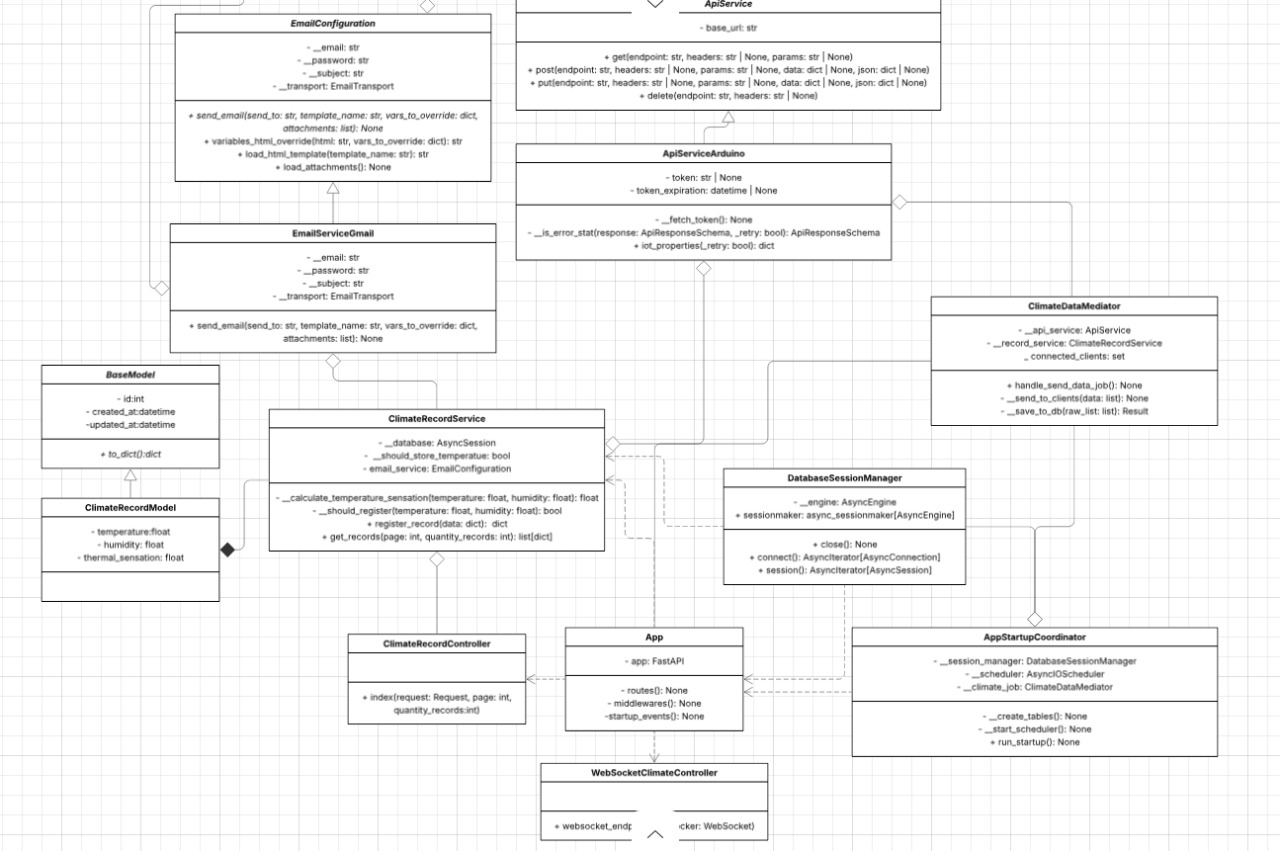 EmailConfiguration
- __email: str
- __password: str
- __subject: str
- __transport: EmailTransport
+ send_email(send_to: str, template_name: str, vars_to_override: dict,
attachments: list): None
+ variables_html_override(html: str, vars_to_override: dict): str
+ load_html_template(template_name: str): str
+ load_attachments(): None
ApiService
- base_url: str
+ get(endpoint: str, headers: str | None, params: str | None)
+ post(endpoint: str, headers: str | None, params: str | None, data: dict | None, json: dict | None)
+ put(endpoint: str, headers: str | None, params: str | None, data: dict | None, json: dict | None)
+ delete(endpoint: str, headers: str | None)
ApiServiceArduino
- token: str | None
- token_expiration: datetime | None
- __fetch_token(): None
- __is_error_stat(response: ApiResponseSchema, _retry: bool): ApiResponseSchema
+ iot_properties(_retry: bool): dict
EmailServiceGmail
- __email: str
- __password: str
- __subject: str
- __transport: EmailTransport
+ send_email(send_to: str, template_name: str, vars_to_override: dict,
attachments: list): None
ClimateDataMediator
- __api_service: ApiService
- __record_service: ClimateRecordService
_ connected_clients: set
+ handle_send_data_job(): None
- __send_to_clients(data: list): None
- __save_to_db(raw_list: list): Result
BaseModel
- id:int
- created_at:datetime
-updated_at:datetime
+ to_dict():dict
ClimateRecordService
- __database: AsyncSession
- __should_store_temperatue: bool
- email_service: EmailConfiguration
- __calculate_temperature_sensation(temperature: float, humidity: float): float
- __should_register(temperature: float, humidity: float): bool
+ register_record(data: dict): dict
+ get_records(page: int, quantity_records: int): list[dict]
DatabaseSessionManager
- __engine: AsyncEngine
+ sessionmaker: async_sessionmaker[AsyncEngine]
+ close(): None
+ connect(): AsyncIterator[AsyncConnection]
+ session(): AsyncIterator[AsyncSession]
ClimateRecordModel
- temperature:float
- humidity: float
- thermal_sensation: float
ClimateRecordController
+ index(request: Request, page: int,
quantity_records:int)
App
- app: FastAPI
- routes(): None
- middlewares(): None
-startup_events(): None
AppStartupCoordinator
- __session_manager: DatabaseSessionManager
- __scheduler: AsyncIOScheduler
- __climate_job: ClimateDataMediator
- __create_tables(): None
- __start_scheduler(): None
+ run_startup(): None
WebSocketClimateController
+ websocket_endp cker: WebSocket)